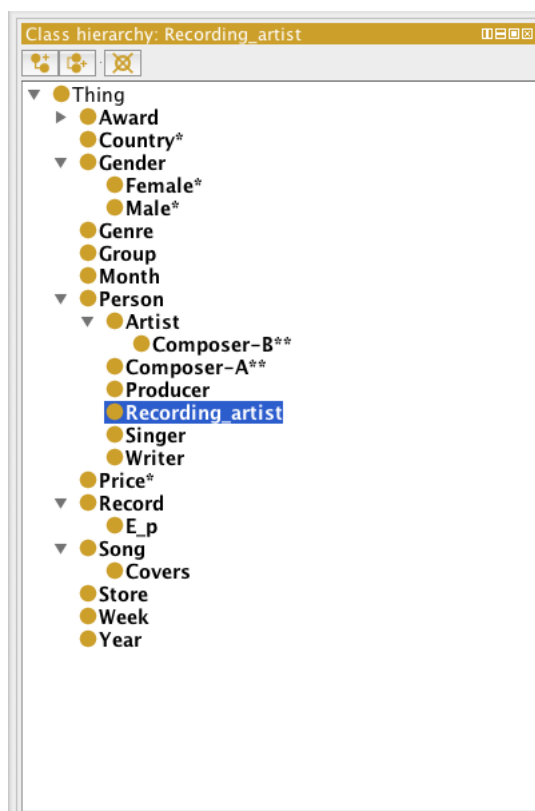 Class hierarchy: Recording_artist
Thing
Award
Country*
Gender
Female*
Male*
Genre
Group
Month
Person
Artist
Composer-B**
Composer-A**
Producer
Recording_artist
Singer
Writer
Price*
Record
E_p
Song
Covers
Store
Week
Year